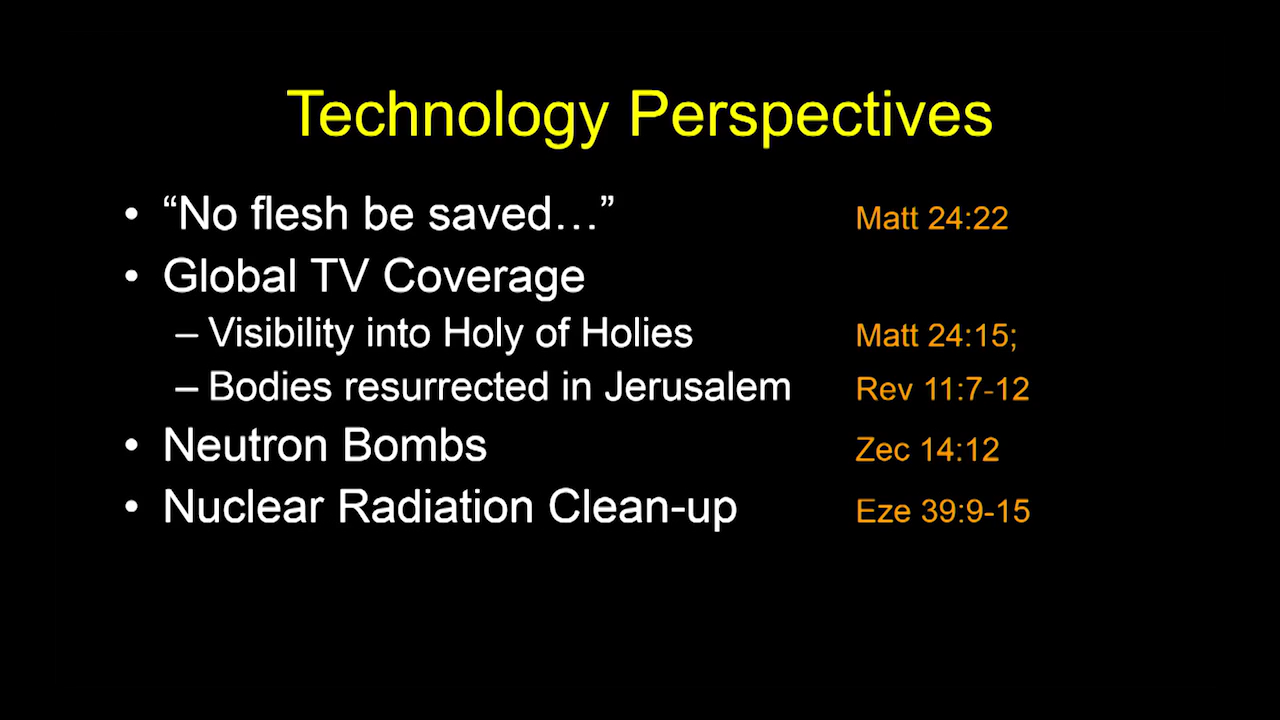 Technology Perspectives
• “No flesh be saved…” Matt 24:22
• Global TV Coverage
– Visibility into Holy of Holies Matt 24:15;
– Bodies resurrected in Jerusalem Rev 11:7-12
• Neutron Bombs Zec 14:12
• Nuclear Radiation Clean-up Eze 39:9-15